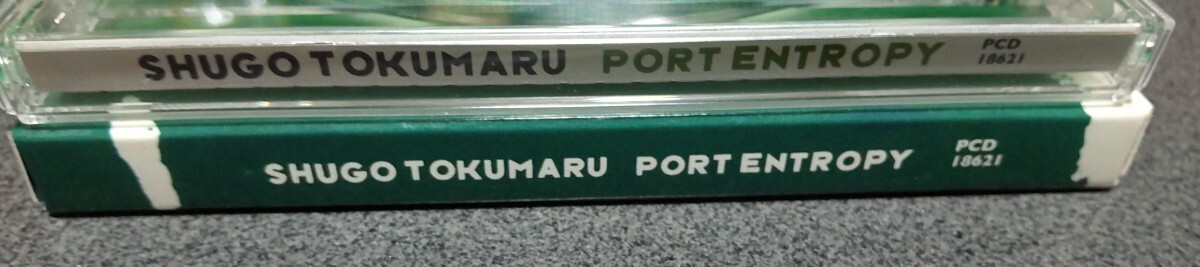 SHUGO TOKUMARU PORT ENTROPY PCD
18621
SHUGO TOKUMARU PORT ENTROPY PCD
18621